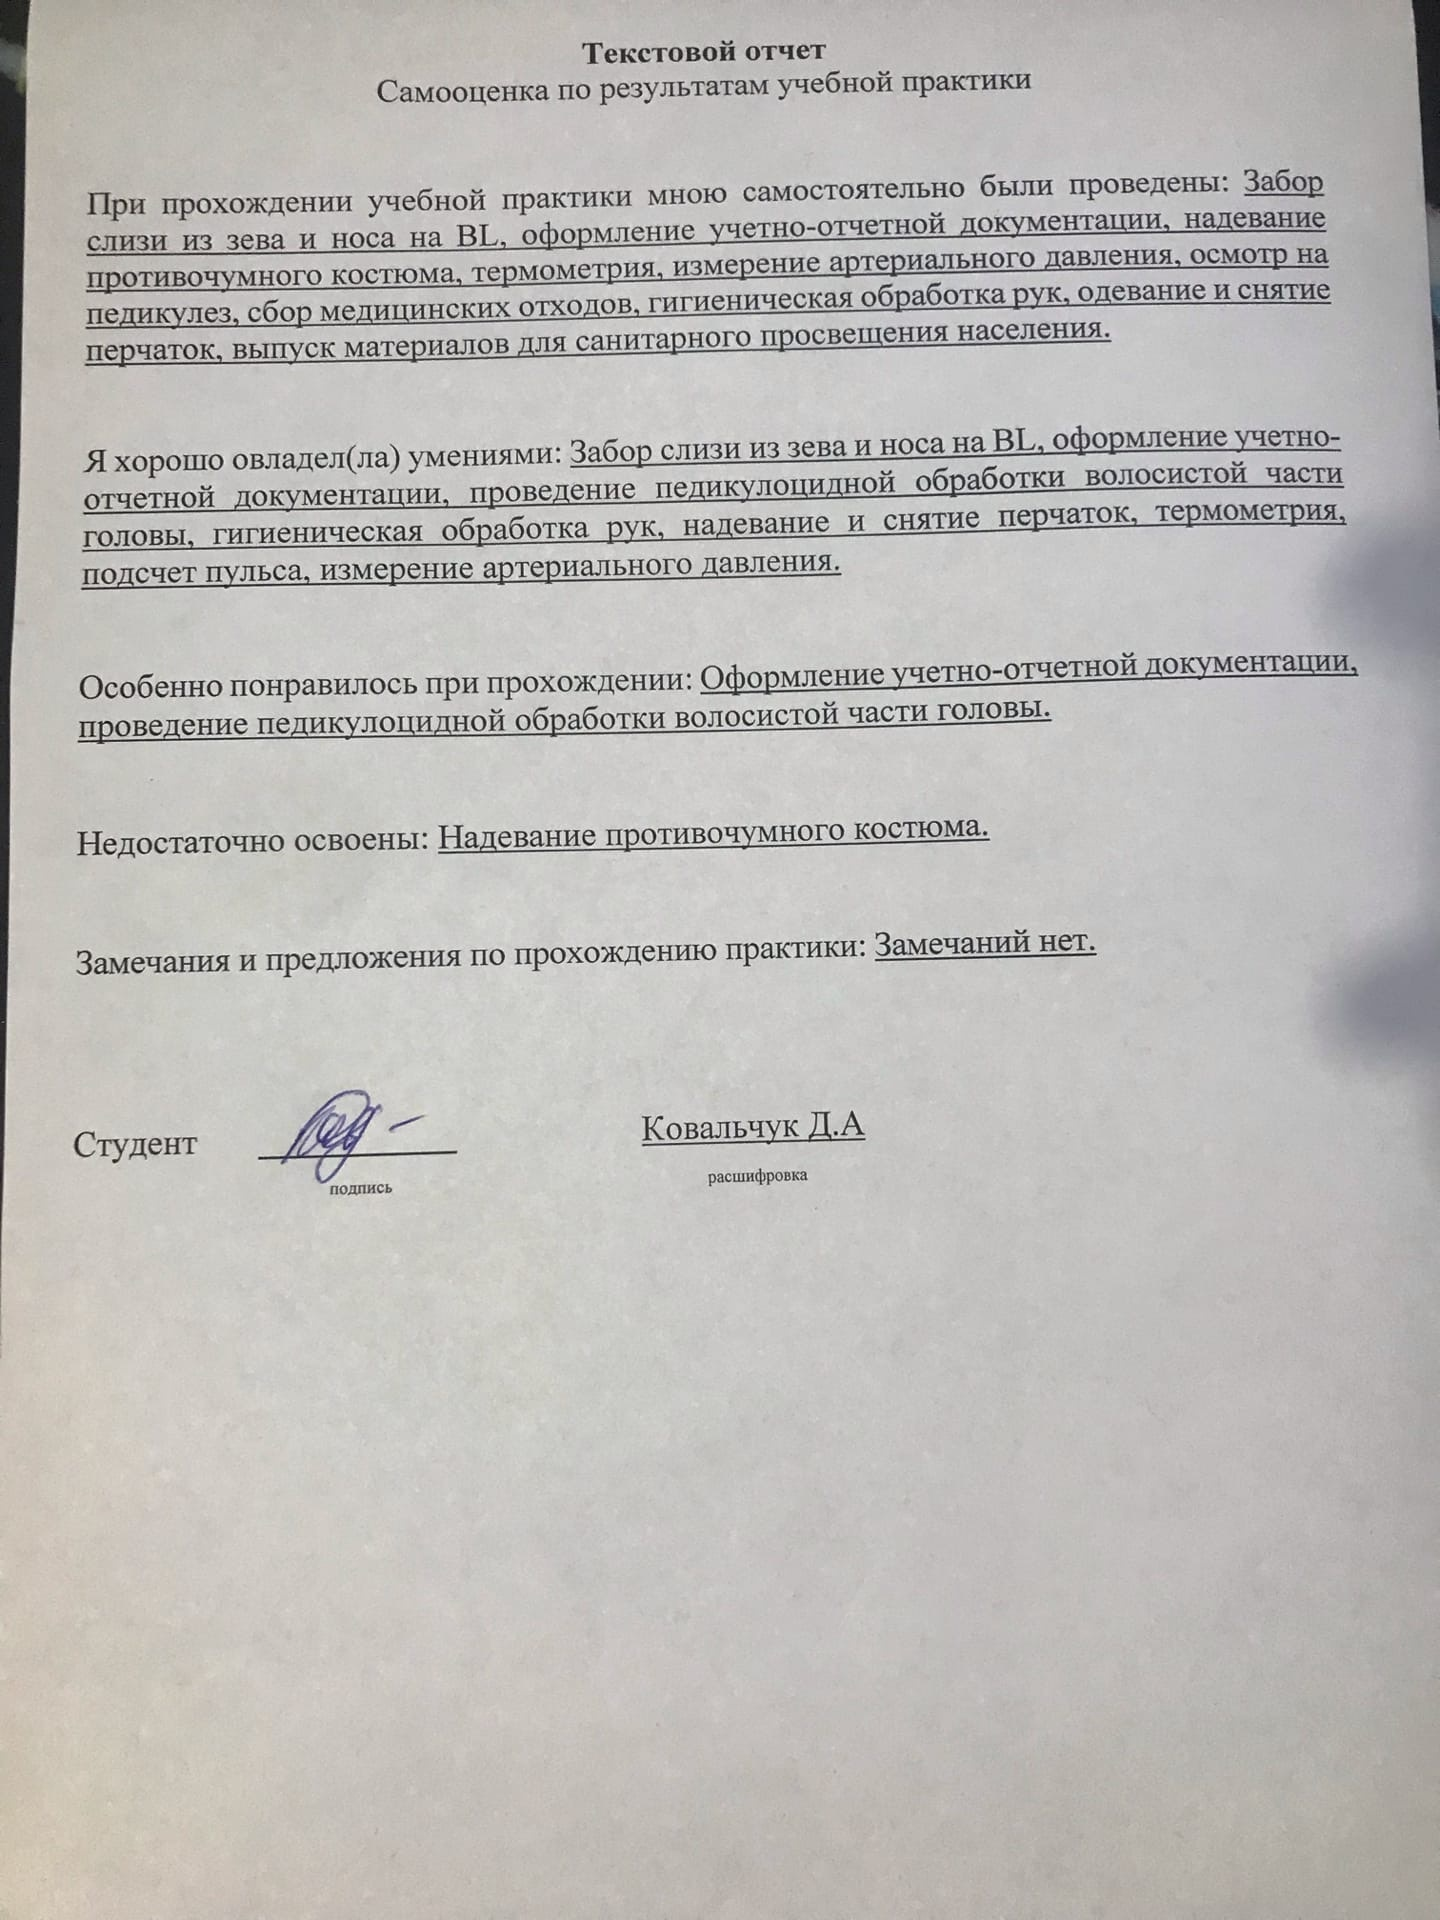 Текстовой отчет
Самооценка по результатам учебной практики
При прохождении учебной практики мною самостоятельно были проведены: Забор
слизи из зева и носа на BL, оформление учетно-отчетной документации, надевание
противочумного костюма, термометрия, измерение артериального давления, осмотр на
педикулез, сбор медицинских отходов, гигиеническая обработка рук, одевание и снятие
перчаток, выпуск материалов для санитарного просвещения населения.
Я хорошо овладел(ла) умениями: Забор слизи из зева и носа на BL, оформление учетно-
отчетной документации, проведение педикулоцидной обработки волосистой части
головы, гигиеническая обработка рук, надевание и снятие перчаток, термометрия,
подсчет пульса, измерение артериального давления.
Особенно понравилось при прохождении: Оформление учетно-отчетной документации,
проведение педикулоцидной обработки волосистой части головы.
Недостаточно освоены: Надевание противочумного костюма.
Замечания и предложения по прохождению практики: Замечаний нет.
Студент Ковальчук Д.А
подпись расшифровка